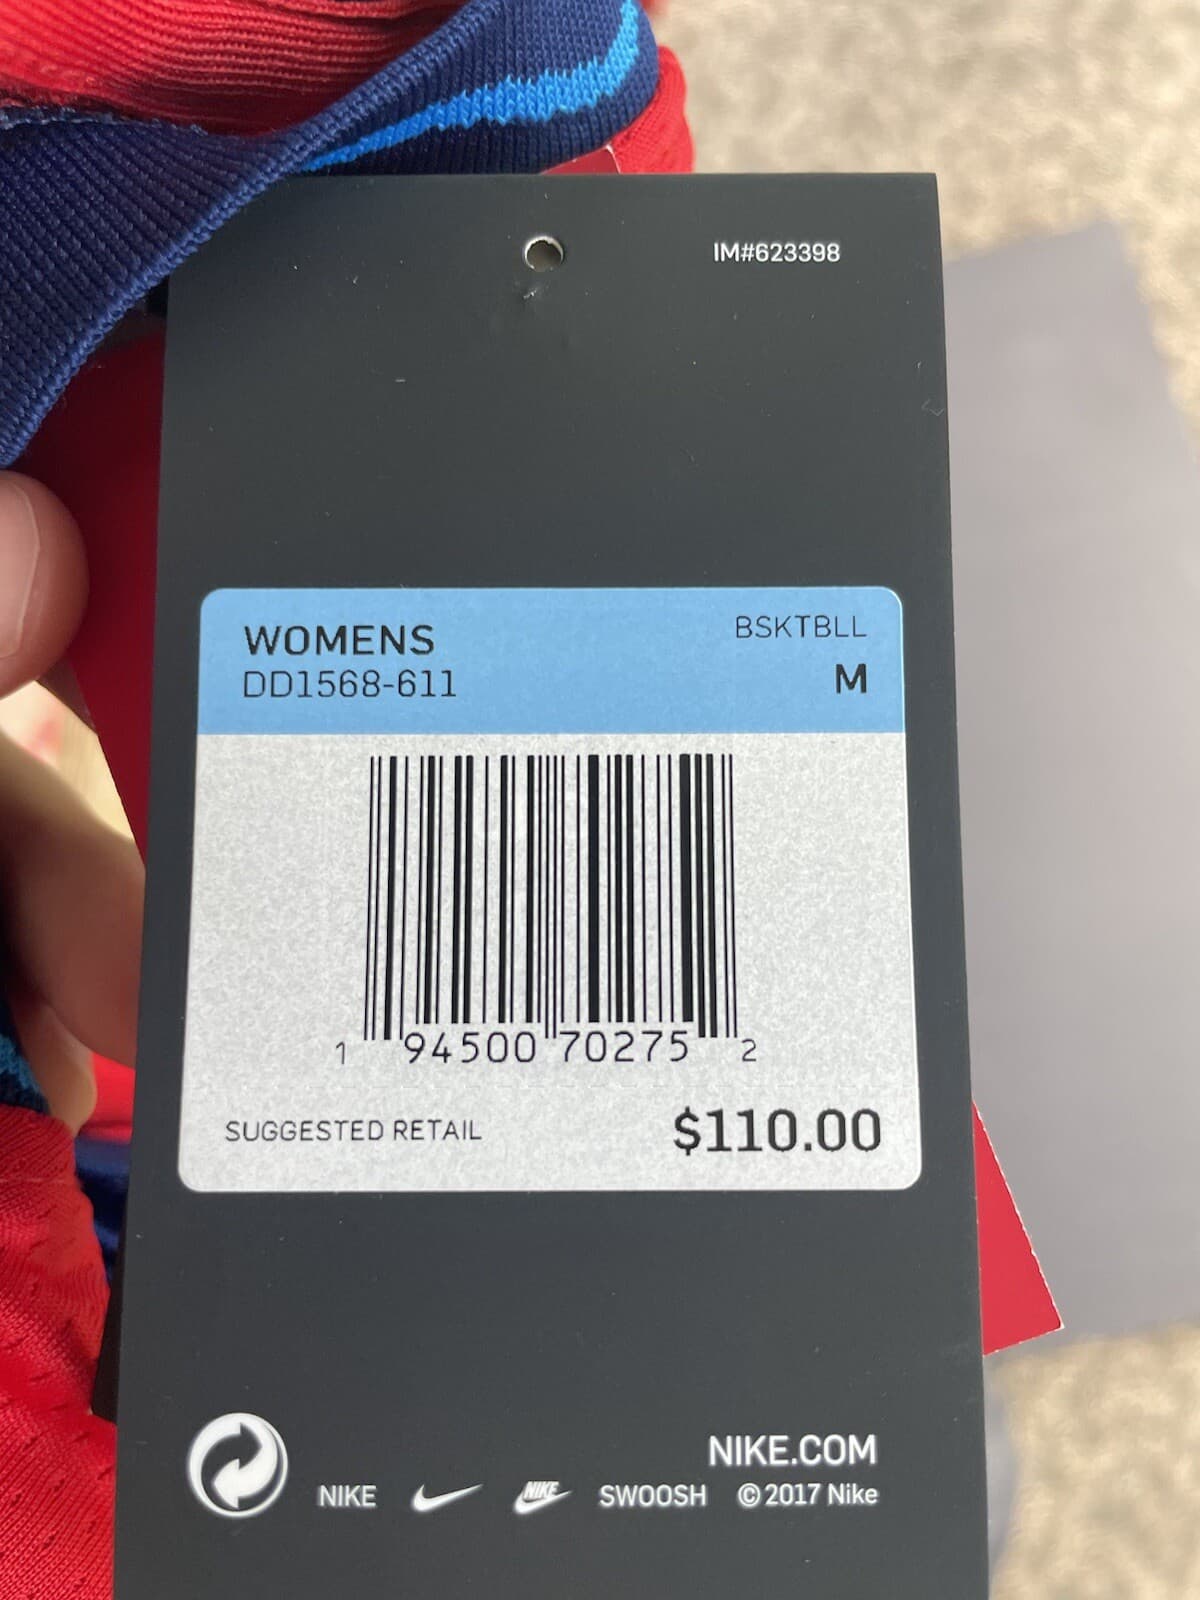 IM#623398
WOMENS
BSKTBLL
DD1568-611
M
1 94500 70275 2
SUGGESTED RETAIL
$110.00
NIKE.COM
NIKE NIKE SWOOSH © 2017 Nike